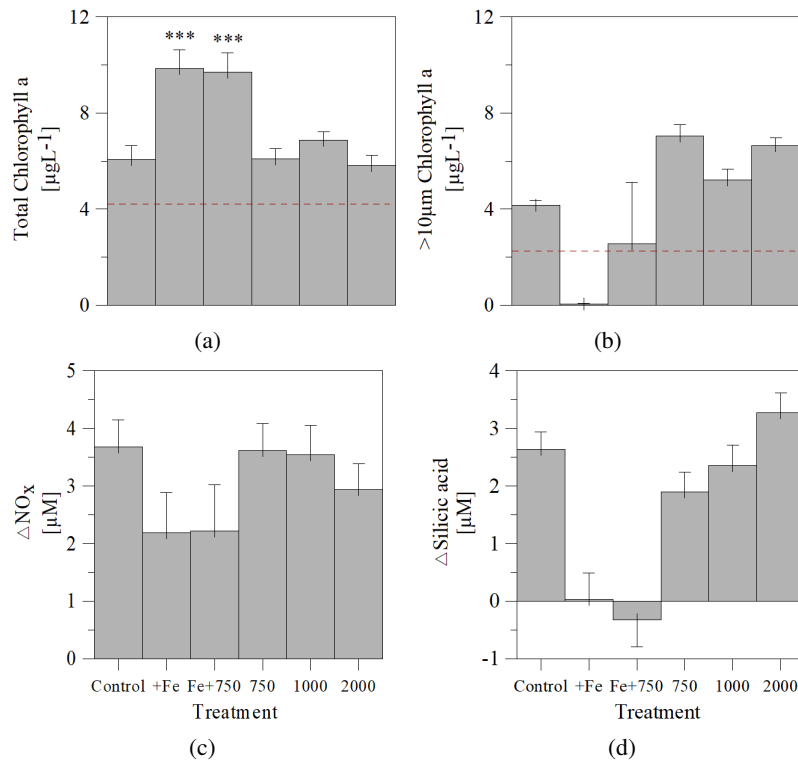 12
8
4
0
Total Chlorophyll a
[µgL-1]
*** ***
(a)
12
8
4
0
>10µm Chlorophyll a
[µgL-1]
(b)
5
4
3
2
1
0
△NOx
[µM]
Control +Fe Fe+750 750 1000 2000
Treatment
(c)
4
3
2
1
0
-1
△Silicic acid
[µM]
Control +Fe Fe+750 750 1000 2000
Treatment
(d)